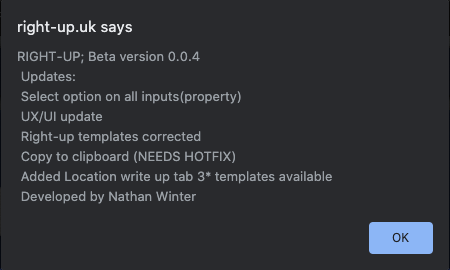 right-up.uk says
RIGHT-UP; Beta version 0.0.4
Updates:
Select option on all inputs(property)
UX/UI update
Right-up templates corrected
Copy to clipboard (NEEDS HOTFIX)
Added Location write up tab 3* templates available
Developed by Nathan Winter
OK